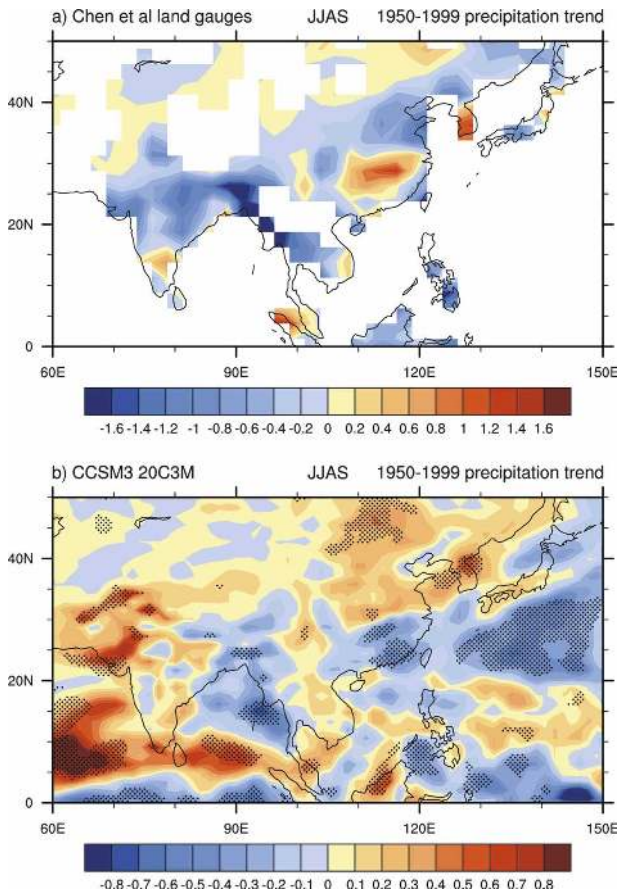 a) Chen et al land gauges JJAS 1950-1999 precipitation trend
40N
20N
0
60E 90E 120E 150E
-1.6 -1.4 -1.2 -1 -0.8 -0.6 -0.4 -0.2 0 0.2 0.4 0.6 0.8 1 1.2 1.4 1.6
b) CCSM3 20C3M JJAS 1950-1999 precipitation trend
40N
20N
0
60E 90E 120E 150E
-0.8 -0.7 -0.6 -0.5 -0.4 -0.3 -0.2 -0.1 0 0.1 0.2 0.3 0.4 0.5 0.6 0.7 0.8